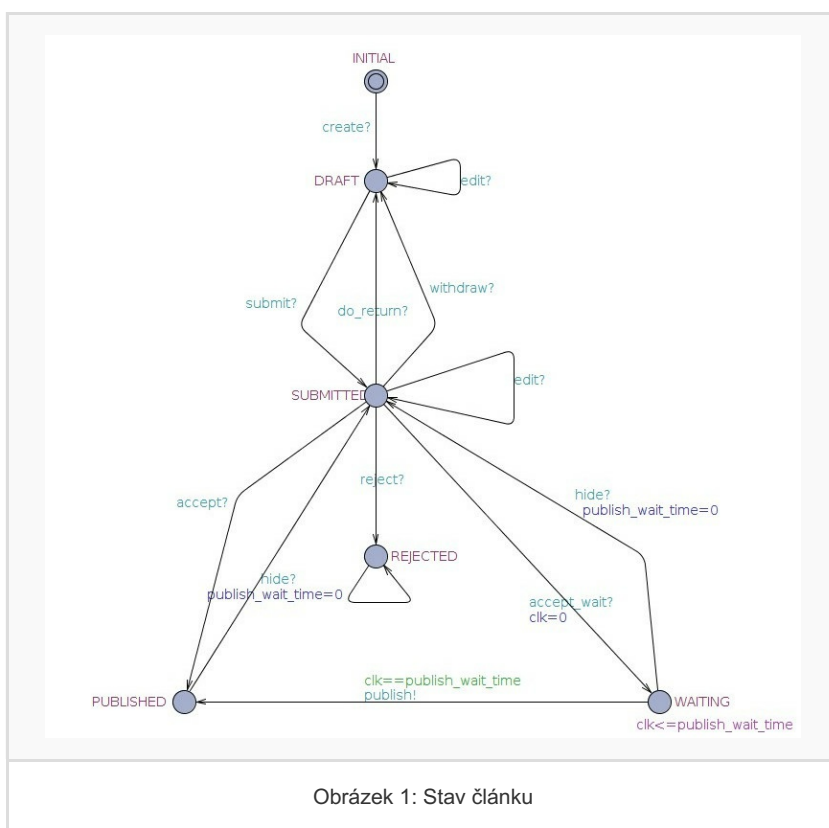 INITIAL
create?
DRAFT
edit?
withdraw?
submit?
do_return?
edit?
SUBMITTED
reject?
hide?
publish_wait_time=0
accept?
REJECTED
hide?
publish_wait_time=0
accept_wait?
clk=0
clk==publish_wait_time
publish!
PUBLISHED
WAITING
clk<=publish_wait_time
Obrázek 1: Stav článku